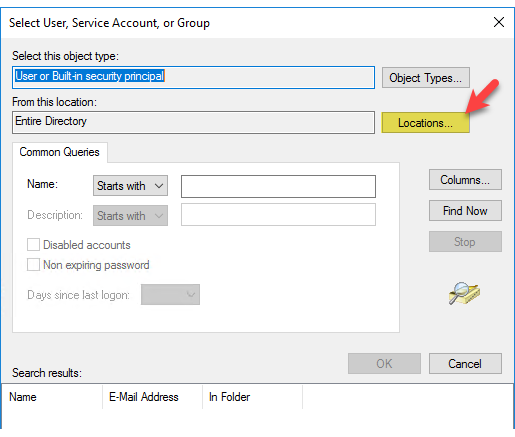 Select User, Service Account, or Group
Select this object type:
User or Built-in security principal
Object Types...
From this location:
Entire Directory
Locations...
Common Queries
Name:
Starts with
Columns...
Description:
Starts with
Find Now
Disabled accounts
Stop
Non expiring password
Days since last logon:
OK
Cancel
Search results:
Name
E-Mail Address
In Folder